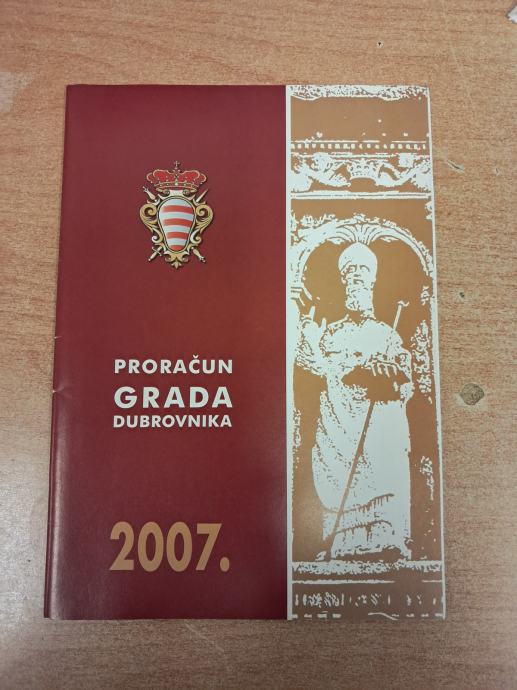 PRORAČUN
GRADA
DUBROVNIKA
2007.